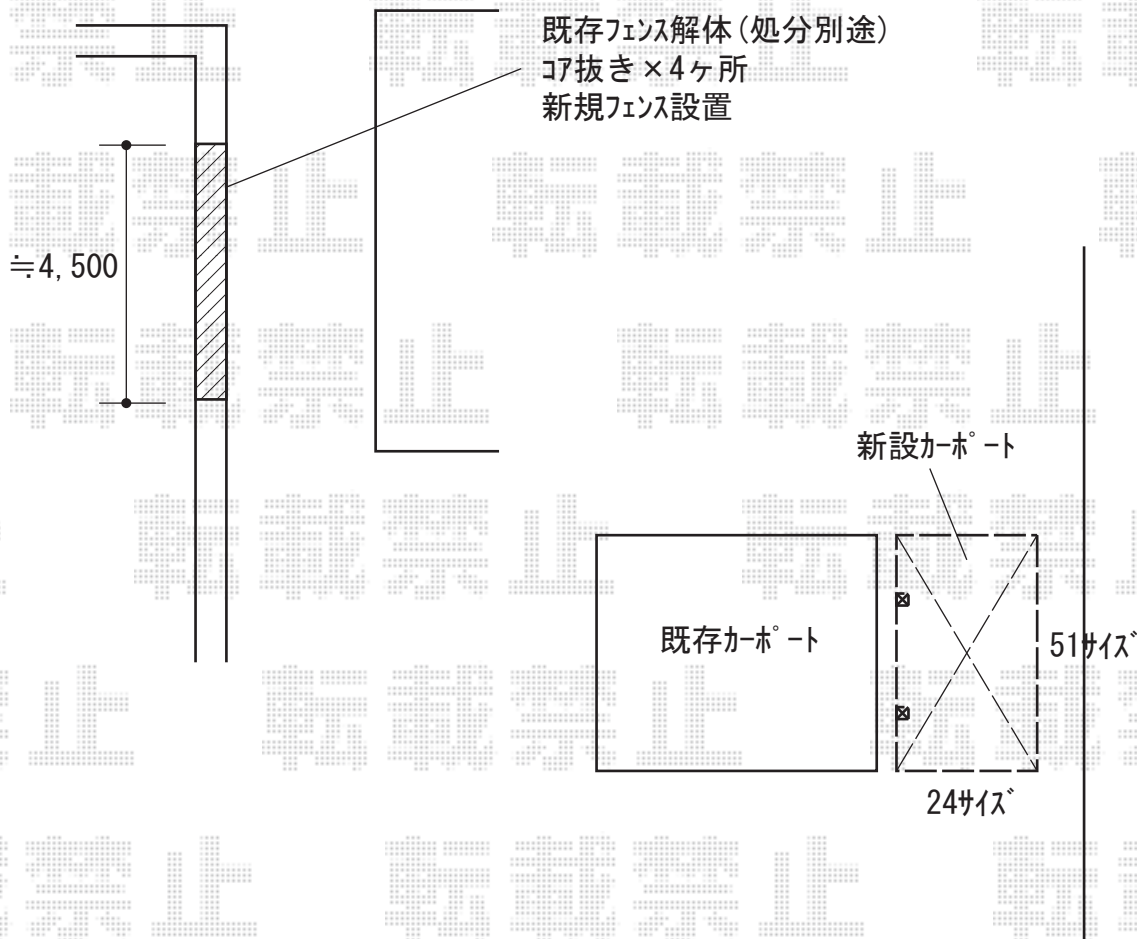 既存ﾌｪﾝｽ解体(処分別途)
ｺｱ抜き×4ヶ所
新規ﾌｪﾝｽ設置
≒4,500
新設ｶｰﾎﾟｰﾄ
既存ｶｰﾎﾟｰﾄ
51ｻｲｽﾞ
24ｻｲｽﾞ
転載禁止